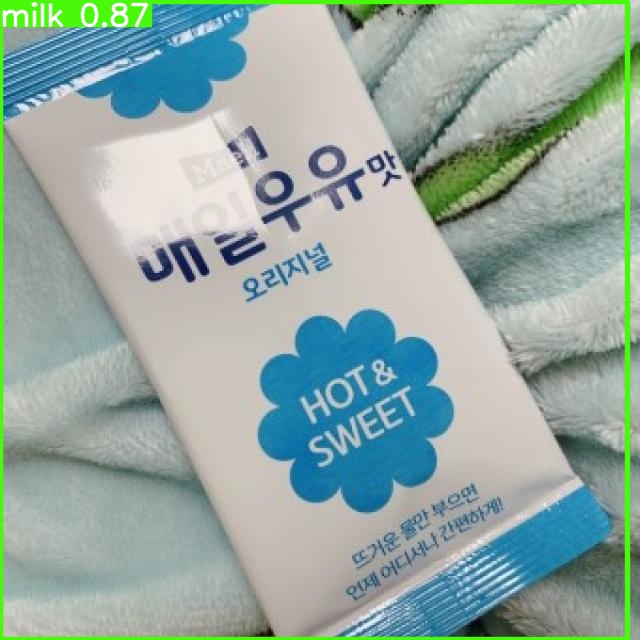 milk 0.87
매일우유맛
오리지널
HOT &
SWEET
뜨거운 물만 부으면
언제 어디서나 간편하게!